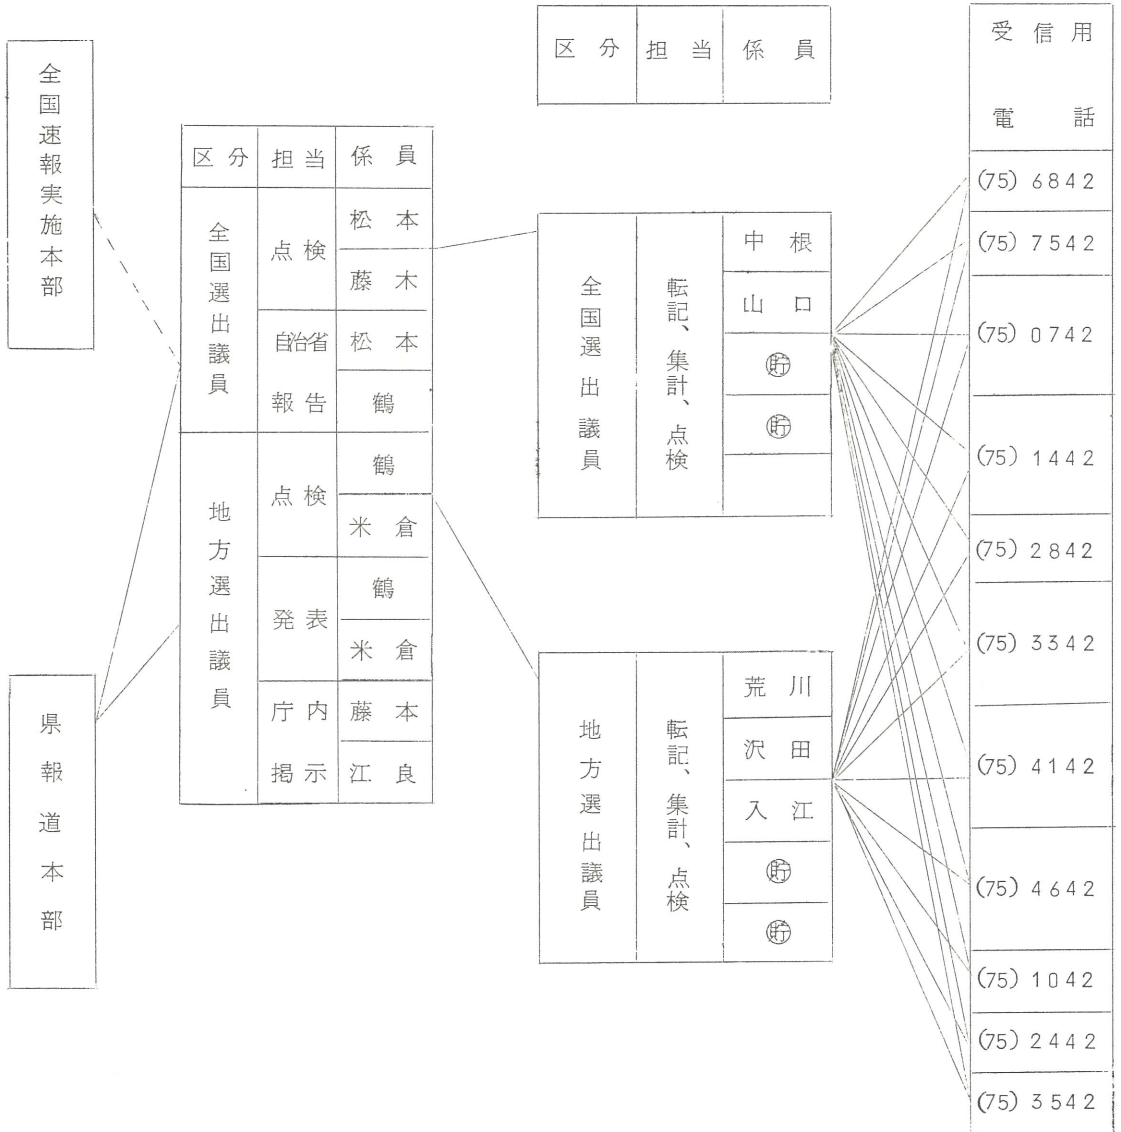 全国速報実施本部
県報道本部
区分 担当 係員
全国選出議員
点検
松本
藤木
自治省
報告
松本
鶴
地方選出議員
点検
鶴
米倉
発表
鶴
米倉
庁内
掲示
藤本
江良
区分 担当 係員
全国選出議員
転記、集計、点検
中根
山口
㊮
地方選出議員
転記、集計、点検
荒川
沢田
入江
受信用
電話
(75) 6842
(75) 7542
(75) 0742
(75) 1442
(75) 2842
(75) 3342
(75) 4142
(75) 4642
(75) 1042
(75) 2442
(75) 3542